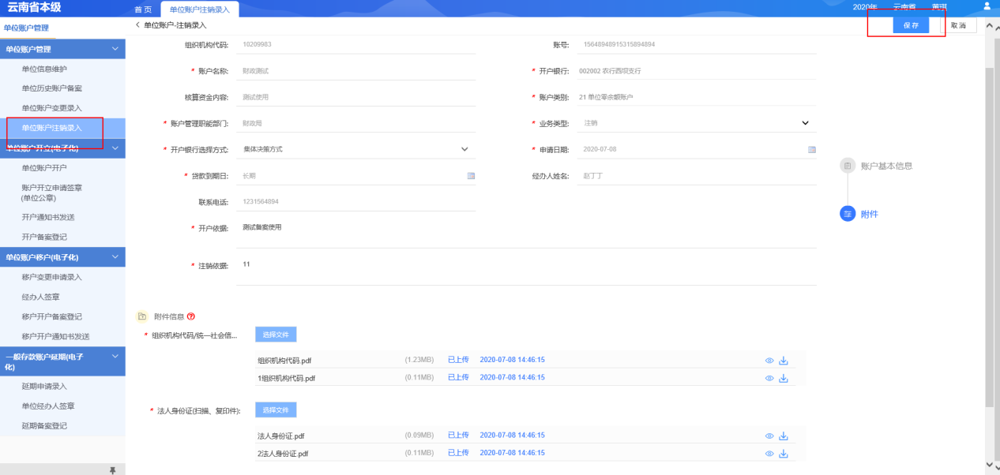 云南省本级
首 页
单位账户注销录入
2020年
云南省
单位账户管理
单位账户-注销录入
保 存
取 消
单位账户管理
单位信息维护
单位历史账户备案
单位账户变更录入
单位账户注销录入
单位账户开立(电子化)
单位账户开户
账户开立申请签章
(单位公章)
开户通知书发送
开户备案登记
单位账户移户(电子化)
移户变更申请录入
经办人签章
移户开户备案登记
移户开户通知书发送
一般存款账户延期(电子
化)
延期申请录入
单位经办人签章
延期备案登记
组织机构代码:
10209983
账号:
15648948915315894894
* 账户名称:
财政测试
* 开户银行:
002002 农行西坝支行
核算资金内容:
测试使用
* 账户类别:
21 单位零余额账户
* 账户管理职能部门:
财政局
* 业务类型:
注销
* 开户银行选择方式:
集体决策方式
* 申请日期:
2020-07-08
* 贷款到期日:
长期
经办人姓名:
赵丁丁
联系电话:
1231564894
* 开户依据:
测试备案使用
* 注销依据:
11
账户基本信息
附件
附件信息
* 组织机构代码/统一社会信...
选择文件
组织机构代码.pdf (1.23MB) 已上传 2020-07-08 14:46:15
1组织机构代码.pdf (0.11MB) 已上传 2020-07-08 14:46:15
* 法人身份证(扫描、复印件):
选择文件
法人身份证.pdf (0.09MB) 已上传 2020-07-08 14:46:15
2法人身份证.pdf (0.11MB) 已上传 2020-07-08 14:46:15